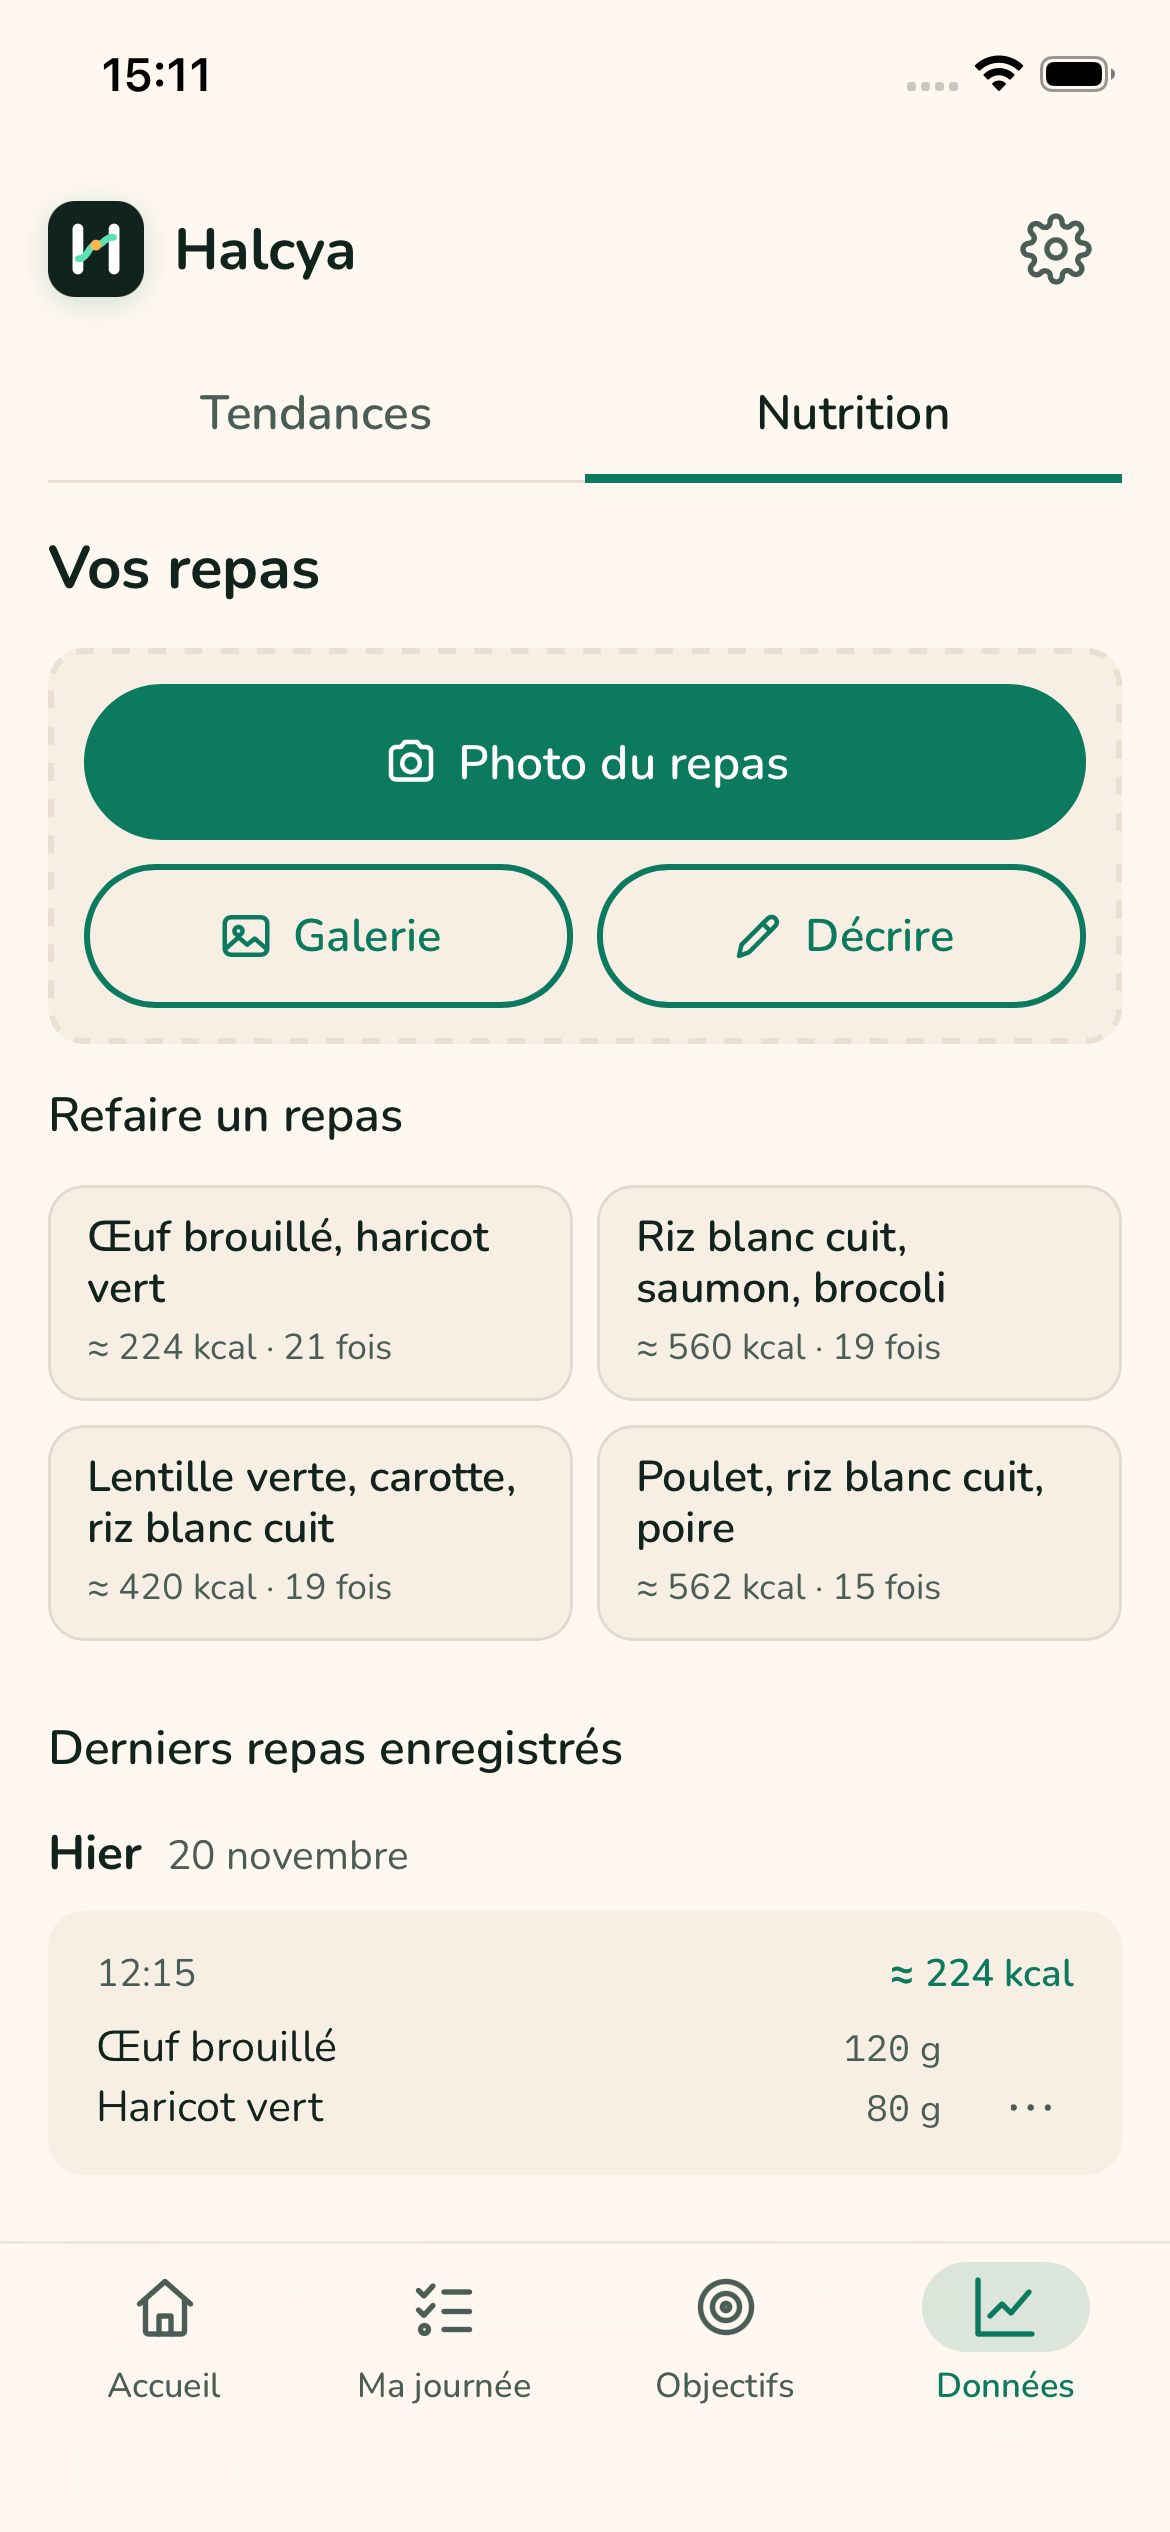 15:11
Halcya
Tendances
Nutrition
Vos repas
Photo du repas
Galerie
Décrire
Refaire un repas
Œuf brouillé, haricot
vert
≈ 224 kcal · 21 fois
Riz blanc cuit,
saumon, brocoli
≈ 560 kcal · 19 fois
Lentille verte, carotte,
riz blanc cuit
≈ 420 kcal · 19 fois
Poulet, riz blanc cuit,
poire
≈ 562 kcal · 15 fois
Derniers repas enregistrés
Hier 20 novembre
12:15 ≈ 224 kcal
Œuf brouillé 120 g
Haricot vert 80 g
Accueil
Ma journée
Objectifs
Données